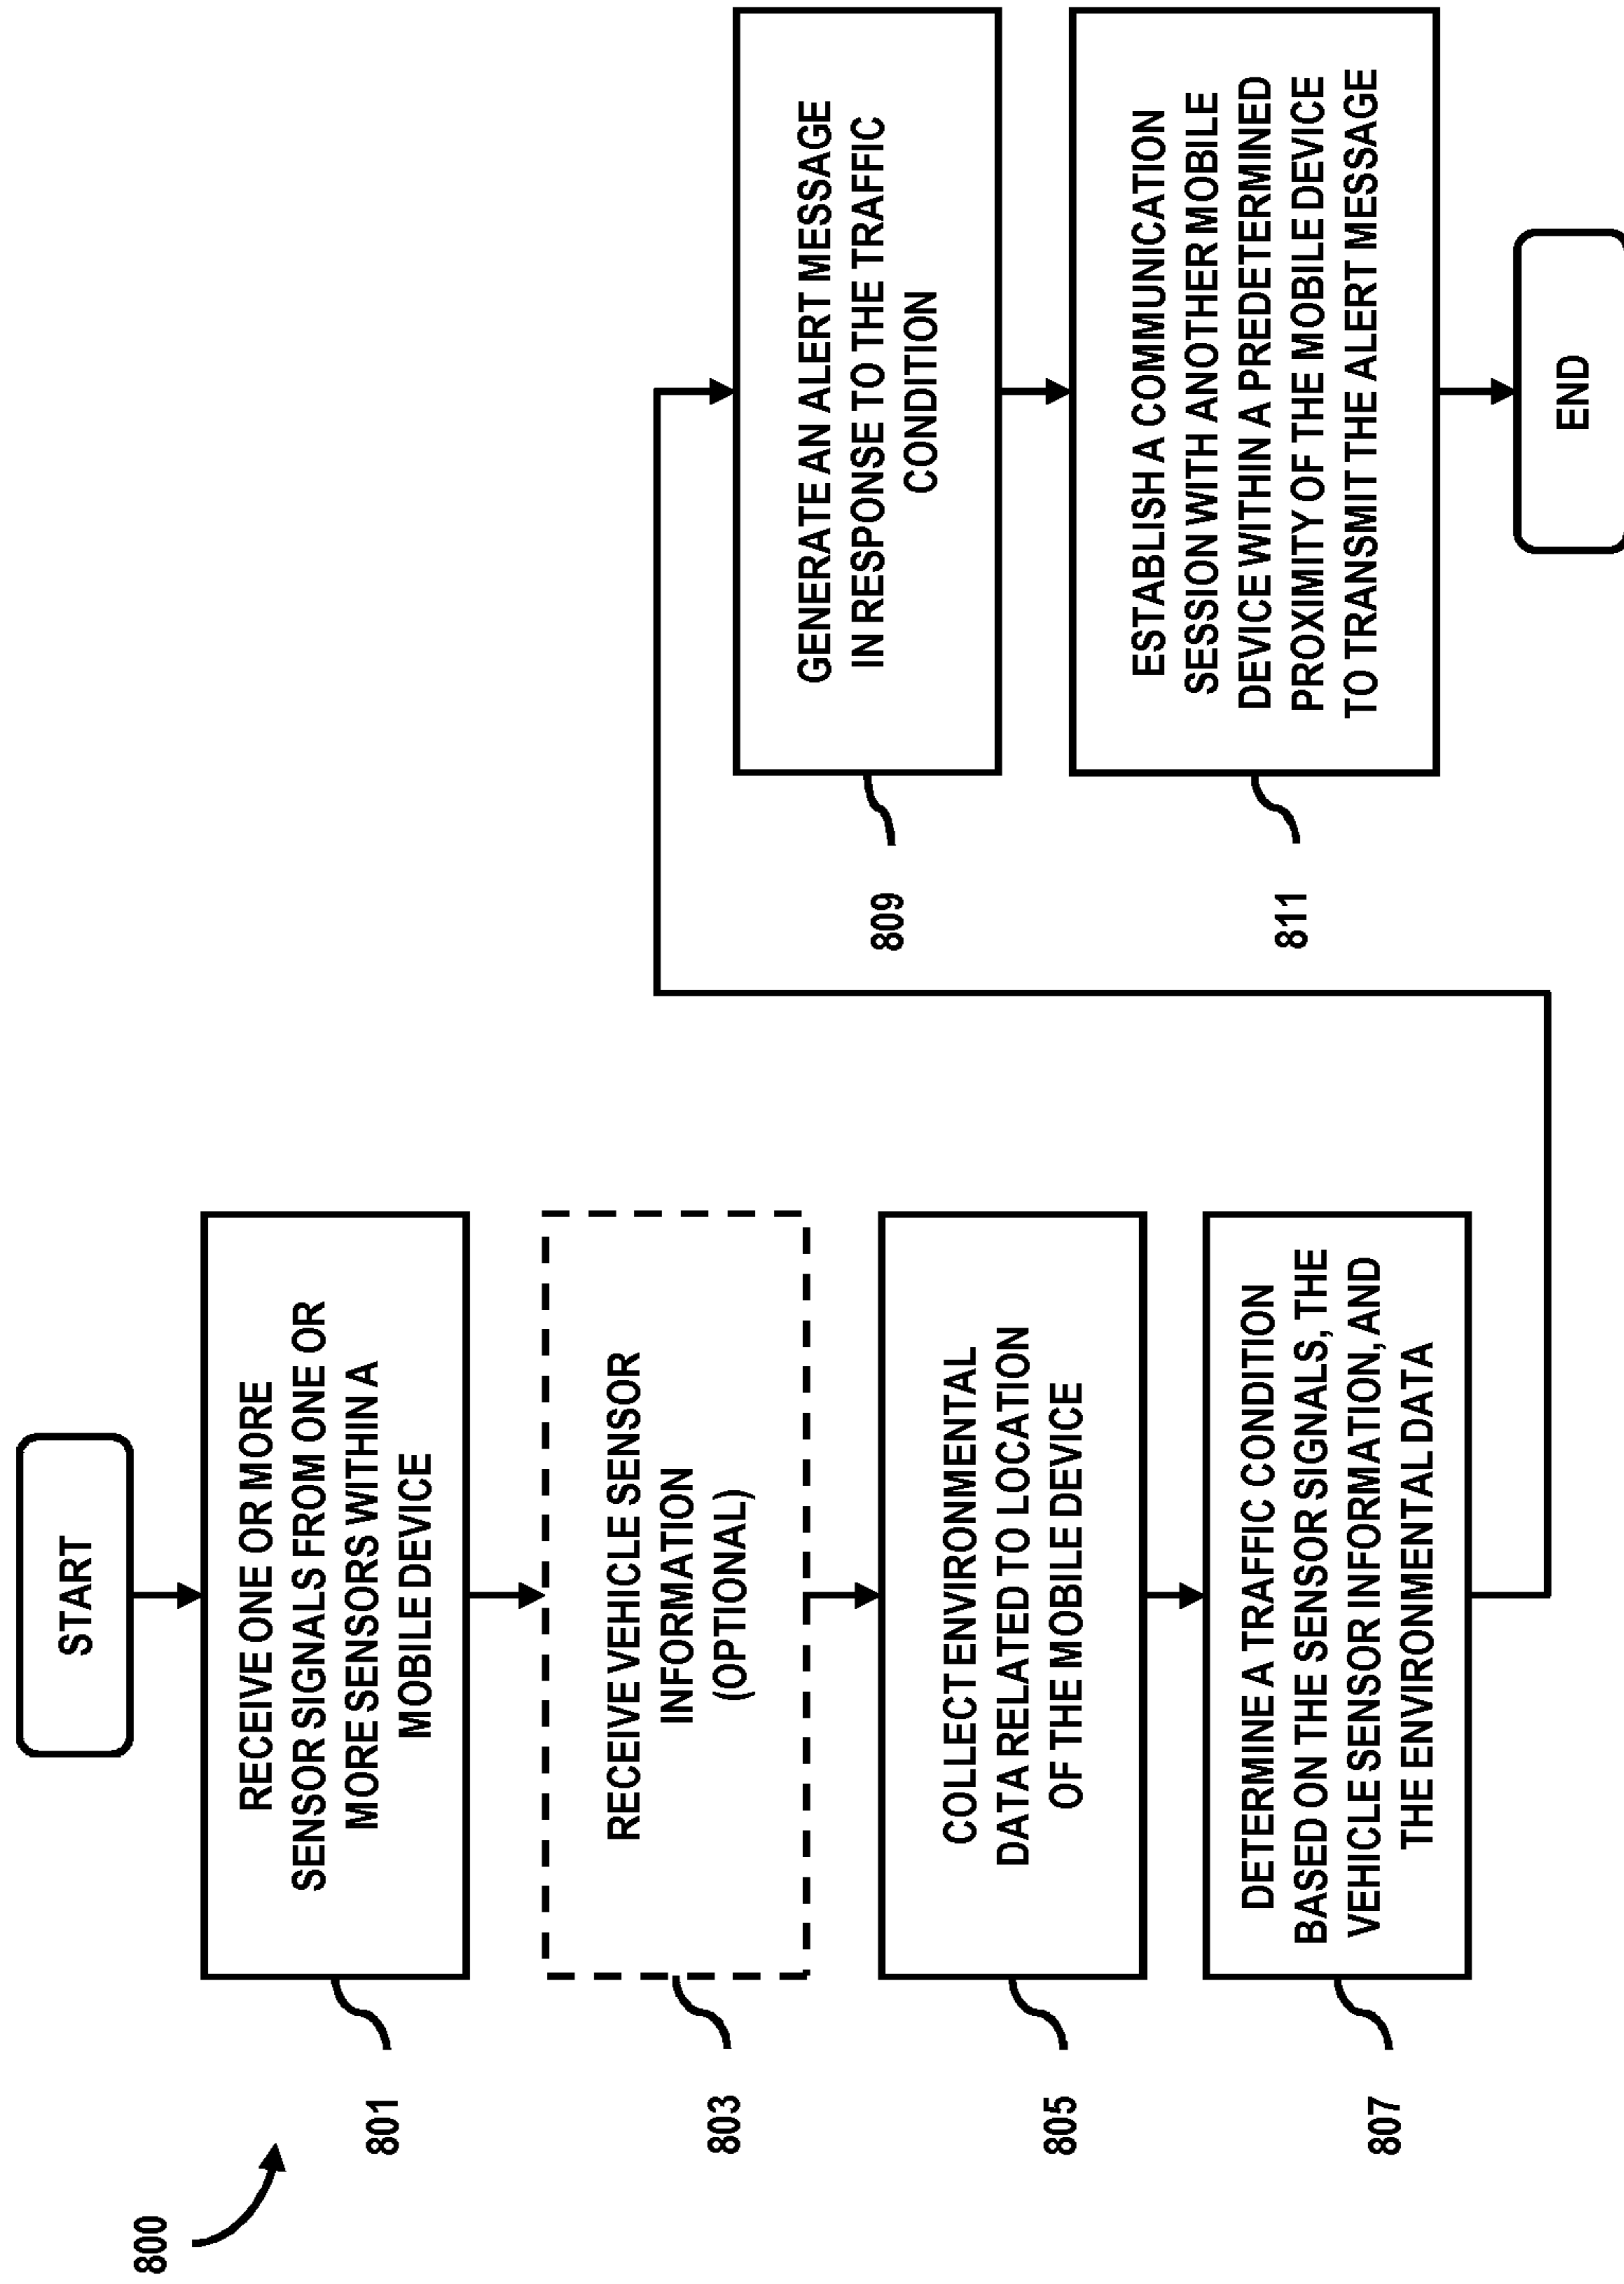 800
START
801
RECEIVE ONE OR MORE
SENSOR SIGNALS FROM ONE OR
MORE SENSORS WITHIN A
MOBILE DEVICE
803
RECEIVE VEHICLE SENSOR
INFORMATION
(OPTIONAL)
805
COLLECT ENVIRONMENTAL
DATA RELATED TO LOCATION
OF THE MOBILE DEVICE
807
DETERMINE A TRAFFIC CONDITION
BASED ON THE SENSOR SIGNALS, THE
VEHICLE SENSOR INFORMATION, AND
THE ENVIRONMENTAL DATA
809
GENERATE AN ALERT MESSAGE
IN RESPONSE TO THE TRAFFIC
CONDITION
811
ESTABLISH A COMMUNICATION
SESSION WITH ANOTHER MOBILE
DEVICE WITHIN A PREDETERMINED
PROXIMITY OF THE MOBILE DEVICE
TO TRANSMIT THE ALERT MESSAGE
END